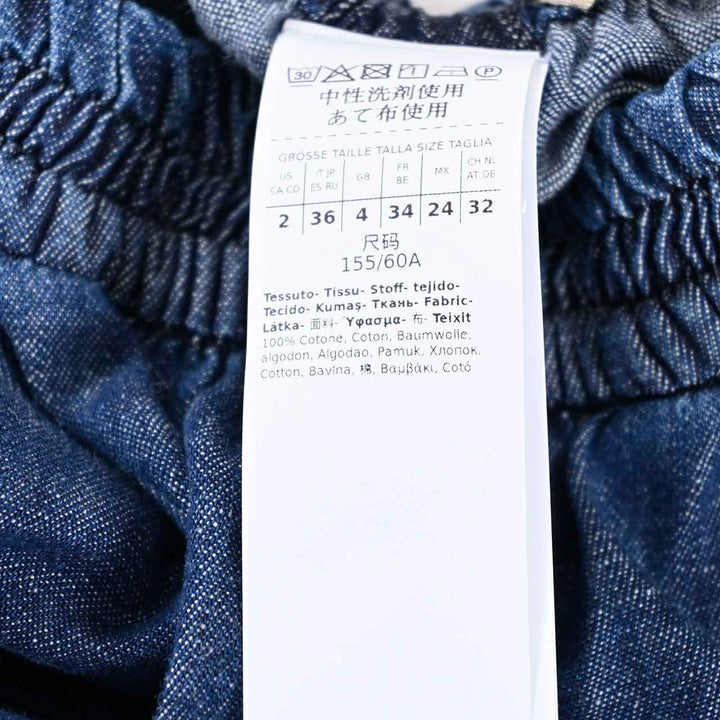 30 1 P
中性洗剤使用
あて布使用
GRÖSSE TAILLE TALLA SIZE TAGLIA
US CA CO IT JP ES RU GB FR BE MX CH NL AT DE
2 36 4 34 24 32
尺码
155/60A
Tessuto- Tissu- Stoff- tejido-
Tecido- Kumaş- Ткань- Fabric-
Látka- 面料- Ύφασμα- 布- Teixit
100% Cotone, Coton, Baumwolle,
algodon, Algodao, Pamuk, Хлопок,
Cotton, Bavlna, 棉, Βαμβάκι, Cotó